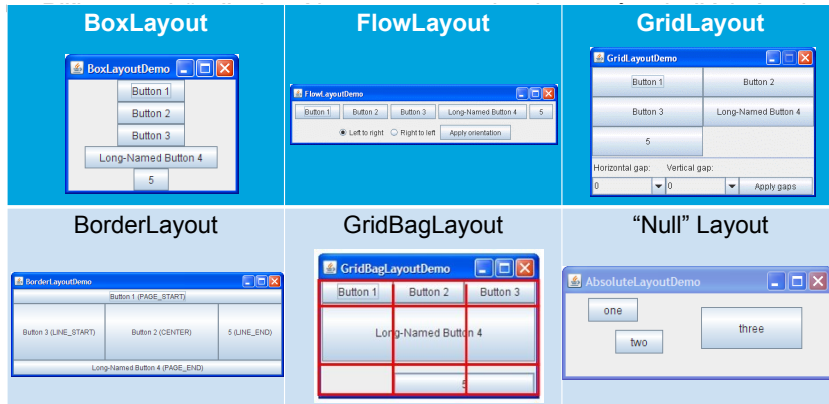 BoxLayout
FlowLayout
GridLayout
BoxLayoutDemo
Button 1
Button 2
Button 3
Long-Named Button 4
5
FlowLayoutDemo
Button 1 Button 2 Button 3 Long-Named Button 4 5
Left to right Right to left Apply orientation
GridLayoutDemo
Button 1 Button 2
Button 3 Long-Named Button 4
5
Horizontal gap: Vertical gap:
0 0 Apply gaps
BorderLayout
GridBagLayout
“Null” Layout
BorderLayoutDemo
Button 1 (PAGE_START)
Button 3 (LINE_START) Button 2 (CENTER) 5 (LINE_END)
Long-Named Button 4 (PAGE_END)
GridBagLayoutDemo
Button 1 Button 2 Button 3
Long-Named Button 4
5
AbsoluteLayoutDemo
one
two
three